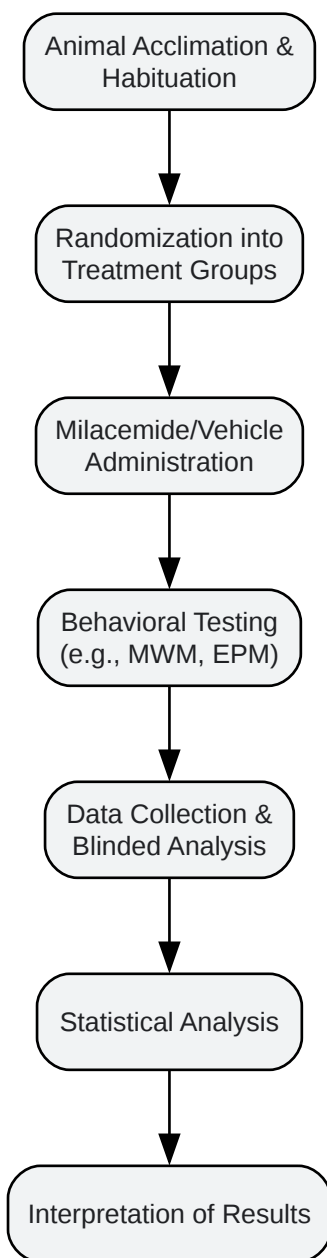 Animal Acclimation &
Habituation
Randomization into
Treatment Groups
Milacemide/Vehicle
Administration
Behavioral Testing
(e.g., MWM, EPM)
Data Collection &
Blinded Analysis
Statistical Analysis
Interpretation of Results